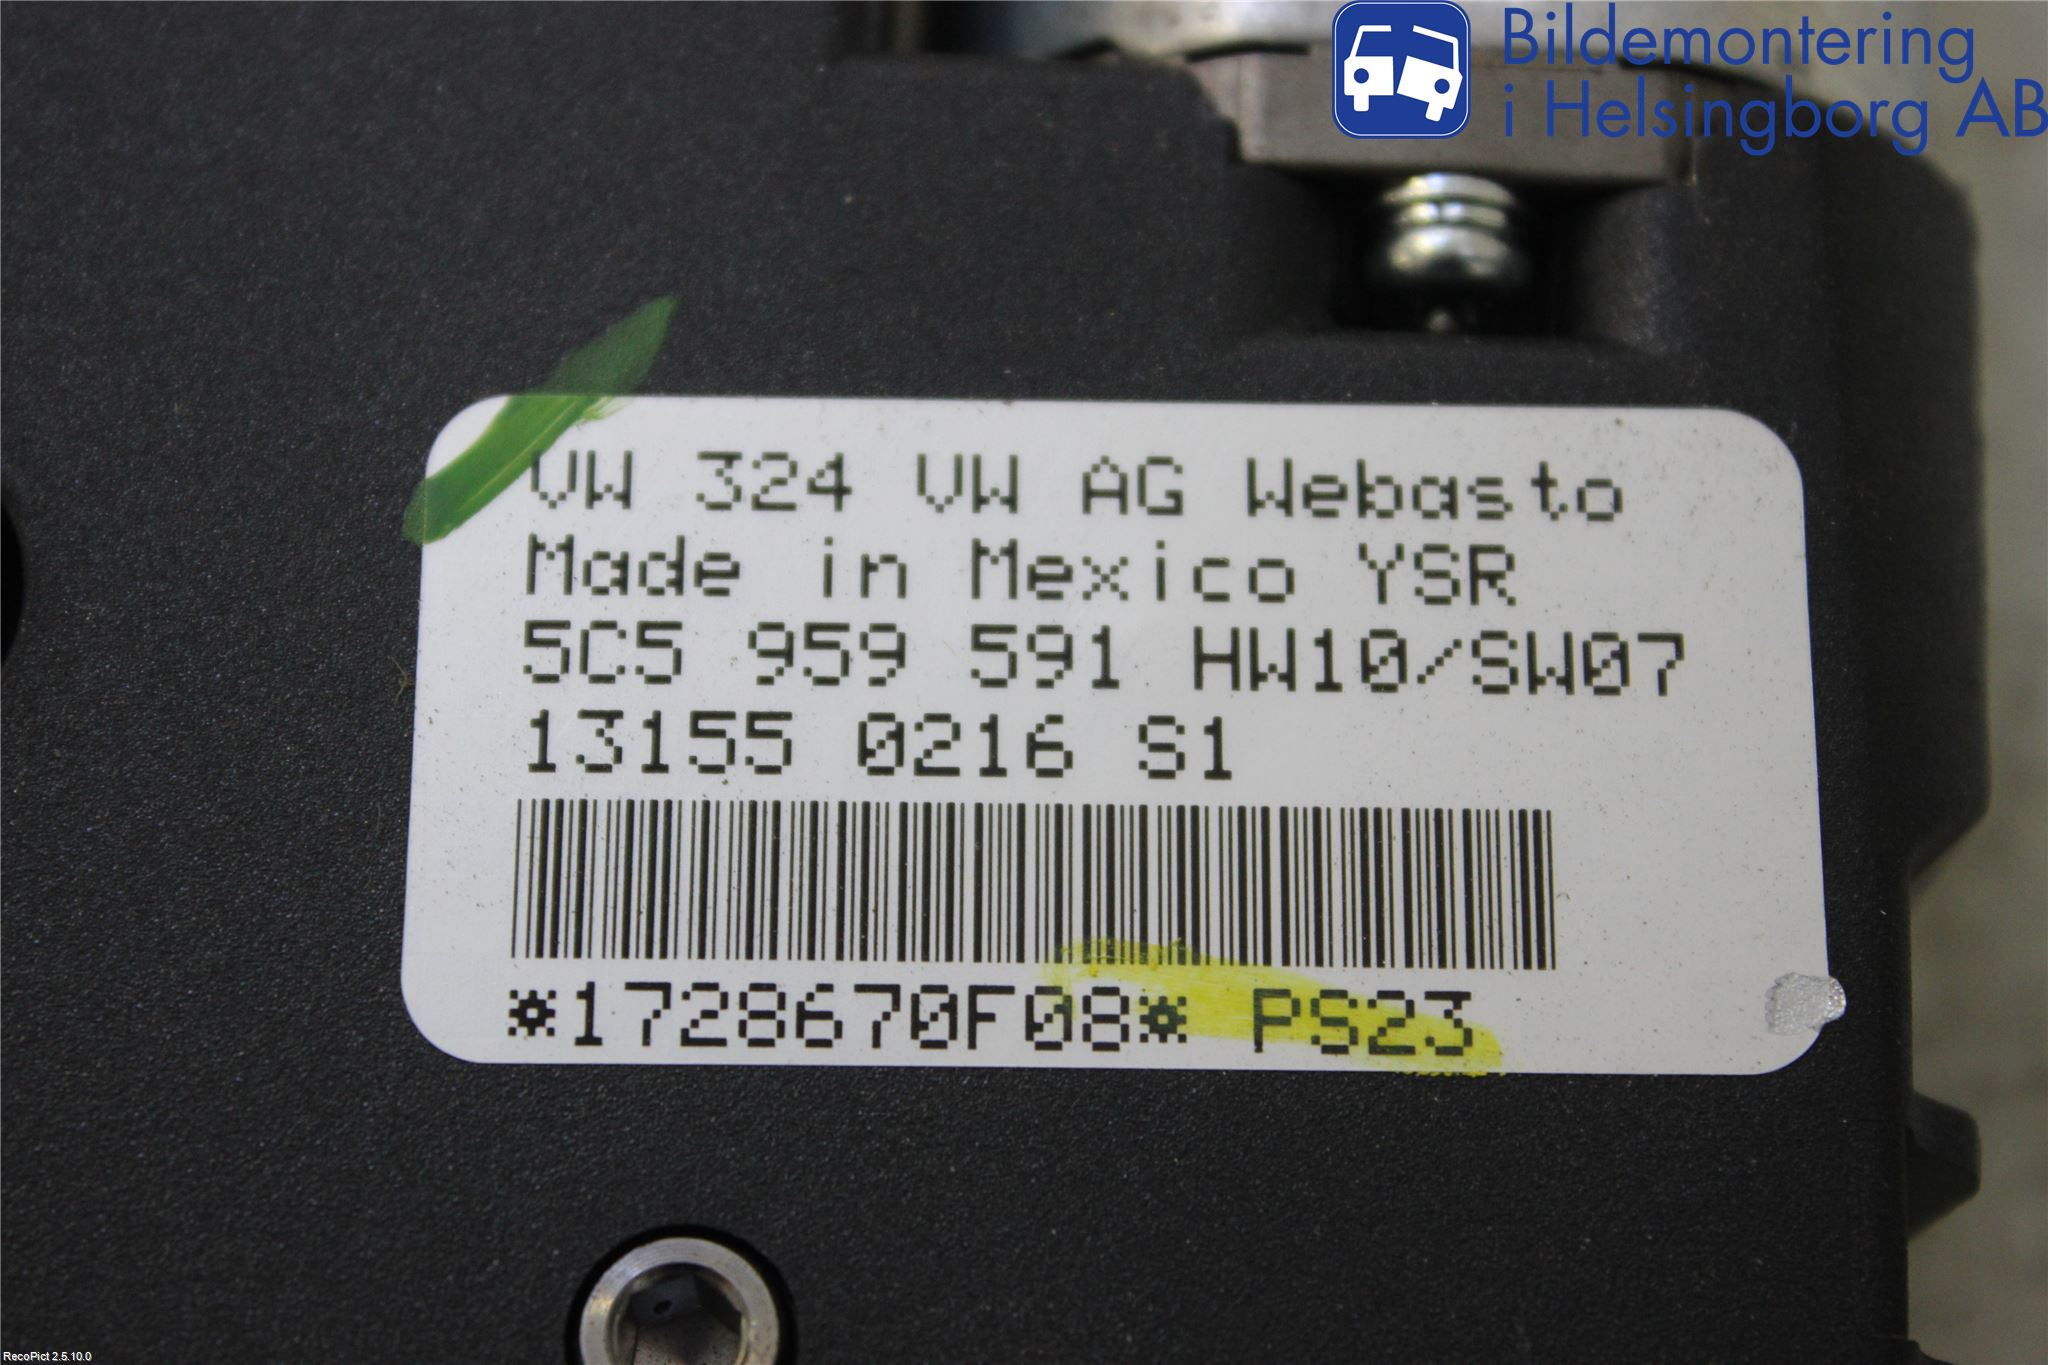 Bildemontering
i Helsingborg AB
VW 324 VW AG Webasto
Made in Mexico YSR
5C5 959 591 HW10/SW07
13155 0216 S1
*1728670F08* PS23
RecoPict 2.5.10.0